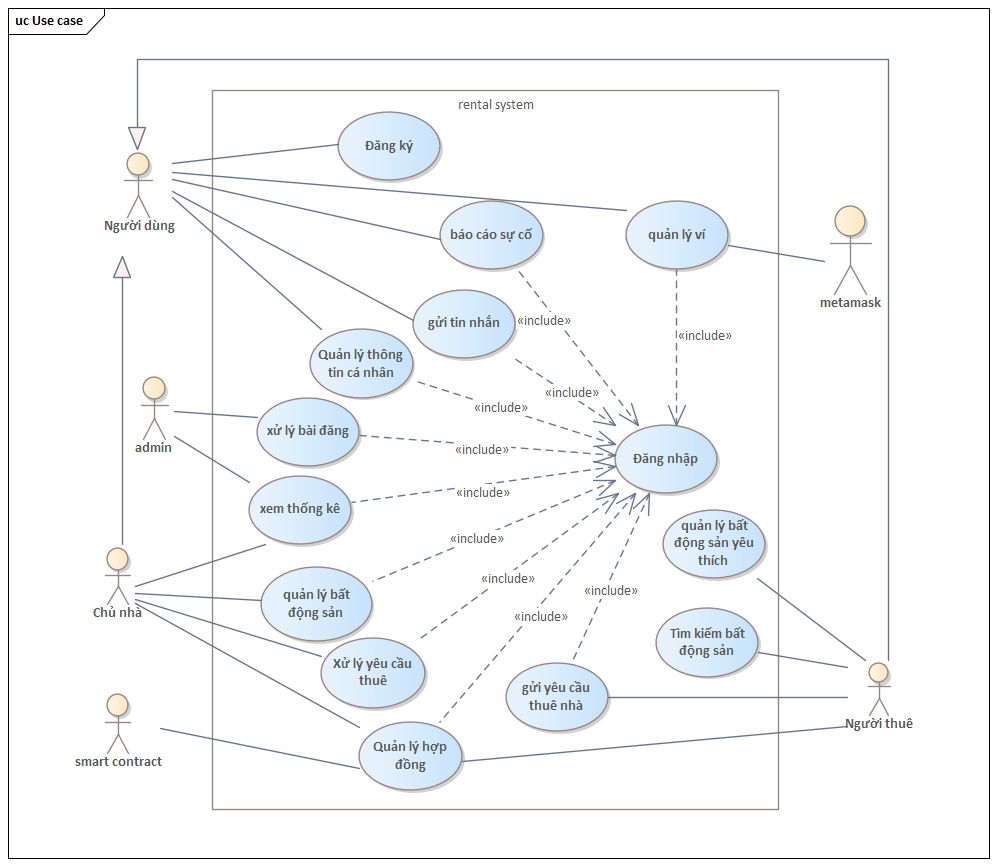 uc Use case
rental system
Đăng ký
Người dùng
báo cáo sự cố
quản lý ví
metamask
gửi tin nhắn
«include»
«include»
Quản lý thông
tin cá nhân
«include»
«include»
admin
xử lý bài đăng
«include»
Đăng nhập
xem thống kê
«include»
quản lý bất
động sản yêu
thích
«include»
Chủ nhà
quản lý bất
động sản
«include»
«include»
«include»
Tìm kiếm bất
động sản
Xử lý yêu cầu
thuê
gửi yêu cầu
thuê nhà
Người thuê
smart contract
Quản lý hợp
đồng